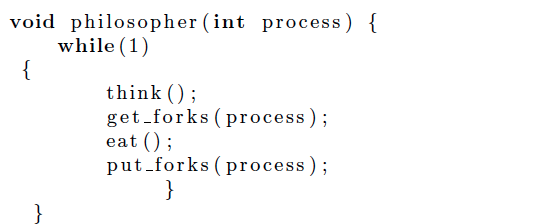 void philosopher(int process) {
while(1)
{
think();
get_forks(process);
eat();
put_forks(process);
}
}